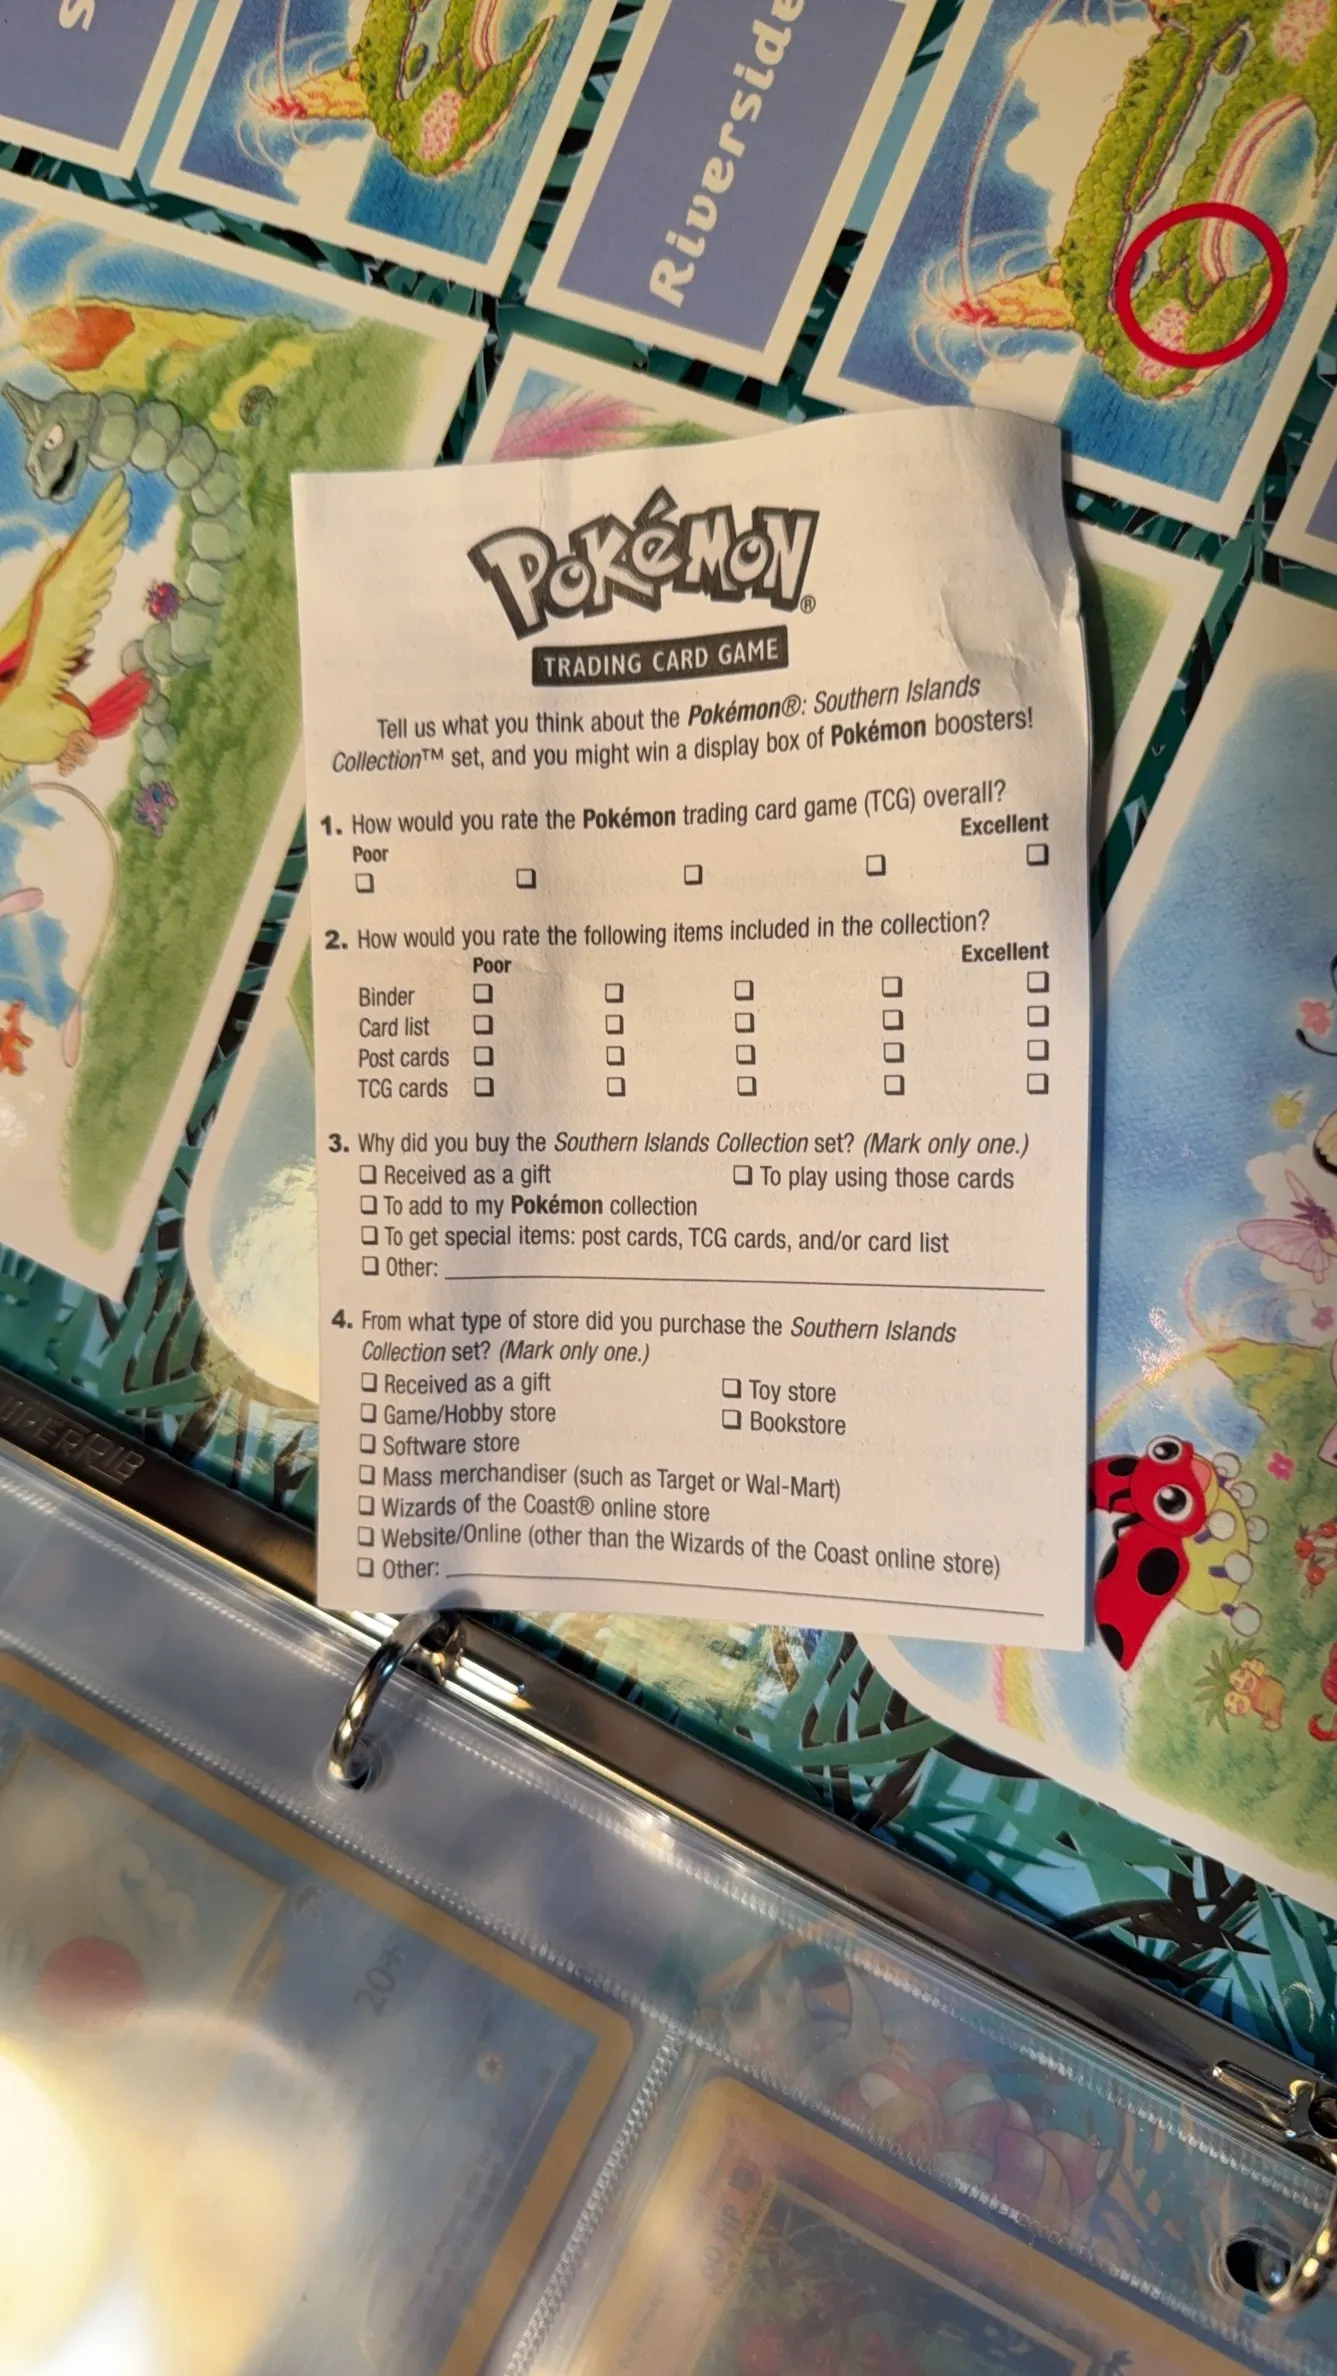 s
Riverside
POKéMON®
TRADING CARD GAME
Tell us what you think about the Pokémon®: Southern Islands
Collection™ set, and you might win a display box of Pokémon boosters!
1. How would you rate the Pokémon trading card game (TCG) overall?
Poor Excellent
2. How would you rate the following items included in the collection?
Poor Excellent
Binder
Card list
Post cards
TCG cards
3. Why did you buy the Southern Islands Collection set? (Mark only one.)
Received as a gift To play using those cards
To add to my Pokémon collection
To get special items: post cards, TCG cards, and/or card list
Other:
4. From what type of store did you purchase the Southern Islands
Collection set? (Mark only one.)
Received as a gift Toy store
Game/Hobby store Bookstore
Software store
Mass merchandiser (such as Target or Wal-Mart)
Wizards of the Coast® online store
Website/Online (other than the Wizards of the Coast online store)
Other:
20+